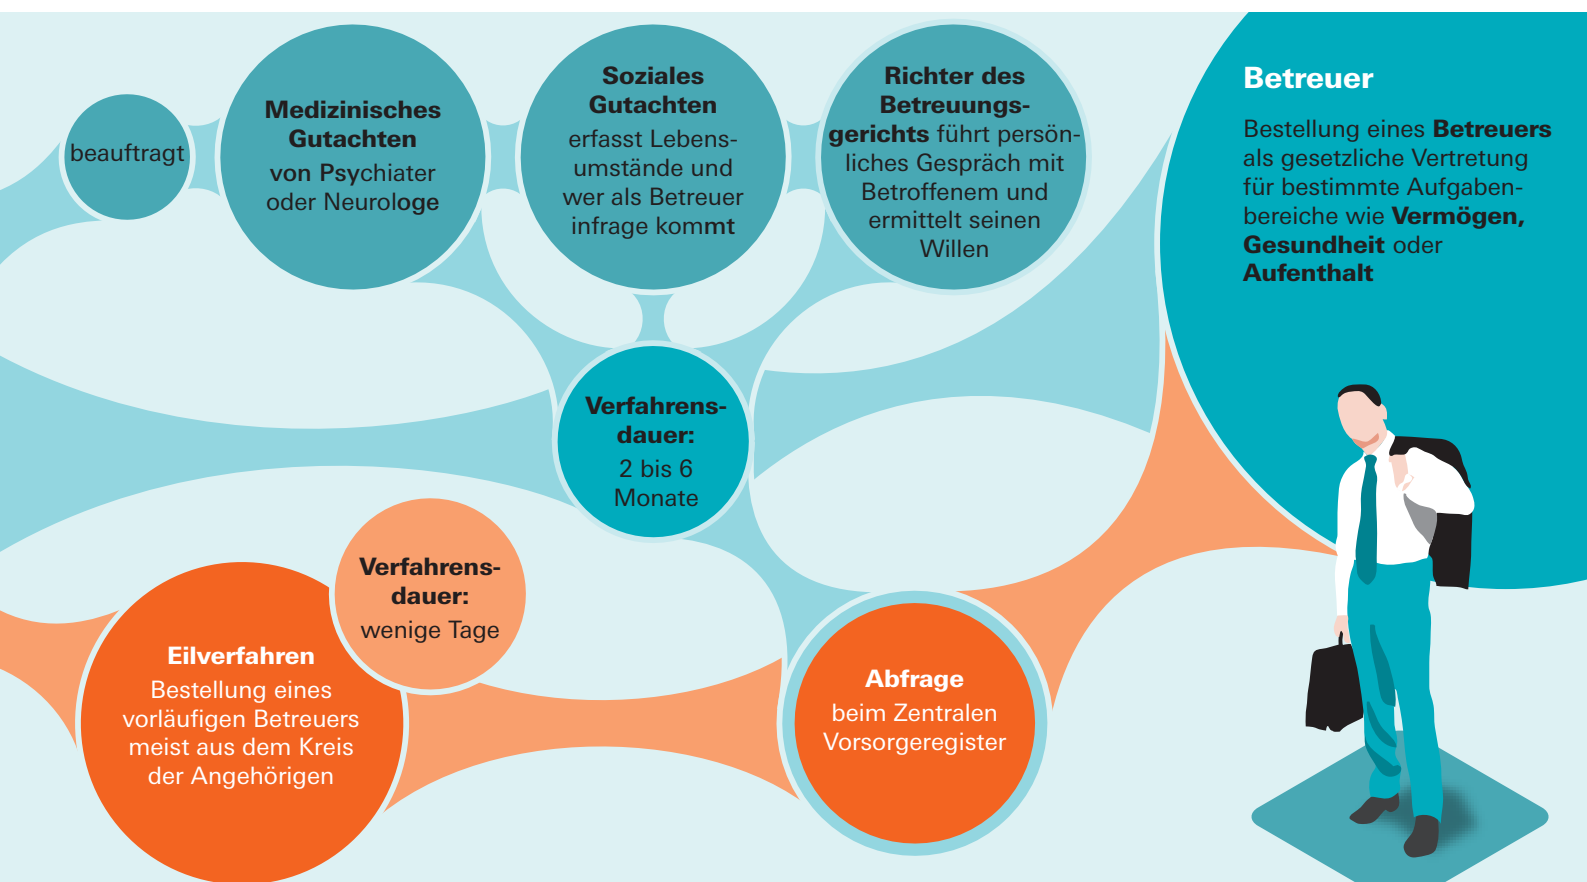 beauftragt
Medizinisches
Gutachten
von Psychiater
oder Neurologe
Soziales
Gutachten
erfasst Lebens-
umstände und
wer als Betreuer
infrage kommt
Richter des
Betreuungs-
gerichts führt persön-
liches Gespräch mit
Betroffenem und
ermittelt seinen
Willen
Betreuer
Bestellung eines Betreuers
als gesetzliche Vertretung
für bestimmte Aufgaben-
bereiche wie Vermögen,
Gesundheit oder
Aufenthalt
Verfahrens-
dauer:
2 bis 6
Monate
Verfahrens-
dauer:
wenige Tage
Eilverfahren
Bestellung eines
vorläufigen Betreuers
meist aus dem Kreis
der Angehörigen
Abfrage
beim Zentralen
Vorsorgeregister